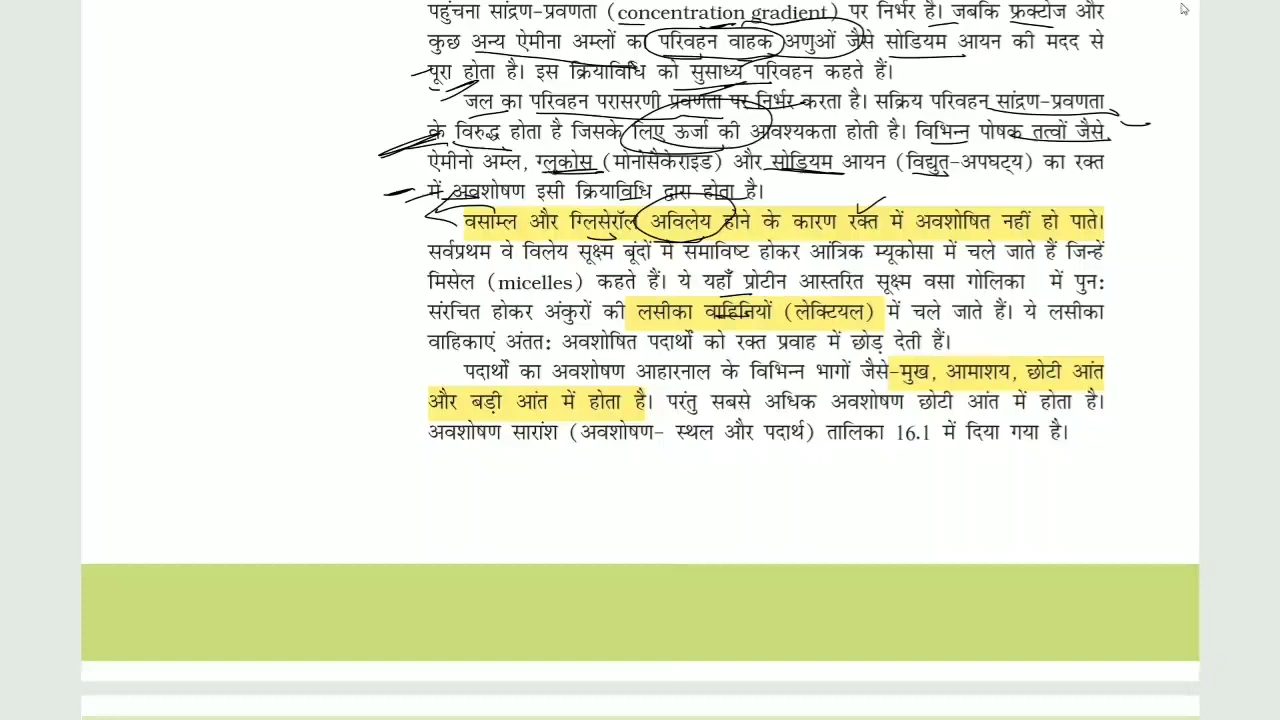 पहुंचना सांद्रण-प्रवणता (concentration gradient) पर निर्भर है। जबकि फ्रक्टोज और
कुछ अन्य ऐमीना अम्लों का परिवहन वाहक अणुओं जैसे सोडियम आयन की मदद से
पूरा होता है। इस क्रियाविधि को सुसाध्य परिवहन कहते हैं।
जल का परिवहन परासरणी प्रवणता पर निर्भर करता है। सक्रिय परिवहन सांद्रण-प्रवणता
के विरुद्ध होता है जिसके लिए ऊर्जा की आवश्यकता होती है। विभिन्न पोषक तत्वों जैसे
ऐमीनो अम्ल, ग्लूकोस (मोनोसैकेराइड) और सोडियम आयन (विद्युत्-अपघट्य) का रक्त
में अवशोषण इसी क्रियाविधि द्वारा होता है।
वसाम्ल और ग्लिसेरॉल अविलेय होने के कारण रक्त में अवशोषित नहीं हो पाते।
सर्वप्रथम वे विलेय सूक्ष्म बूंदों में समाविष्ट होकर आंत्रिक म्यूकोसा में चले जाते हैं जिन्हें
मिसेल (micelles) कहते हैं। ये यहाँ प्रोटीन आस्तरित सूक्ष्म वसा गोलिका में पुन:
संरचित होकर अंकुरों की लसीका वाहिनियों (लेक्टियल) में चले जाते हैं। ये लसीका
वाहिकाएं अंतत: अवशोषित पदार्थों को रक्त प्रवाह में छोड़ देती हैं।
पदार्थों का अवशोषण आहारनाल के विभिन्न भागों जैसे-मुख, आमाशय, छोटी आंत
और बड़ी आंत में होता है। परंतु सबसे अधिक अवशोषण छोटी आंत में होता है।
अवशोषण सारांश (अवशोषण- स्थल और पदार्थ) तालिका 16.1 में दिया गया है।